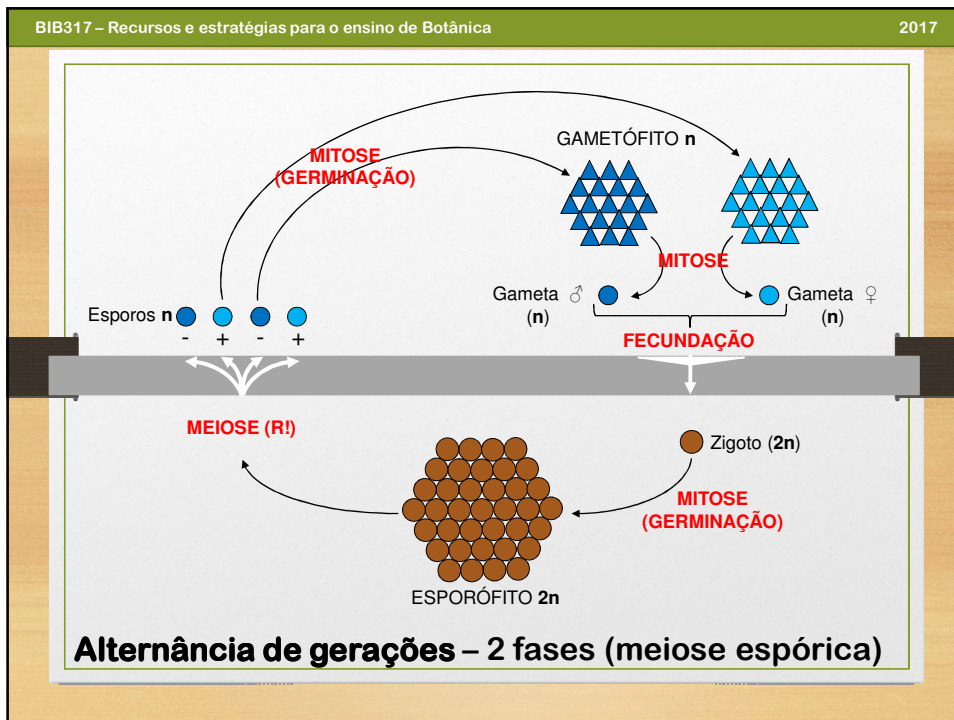 BIB317 – Recursos e estratégias para o ensino de Botânica 2017
GAMETÓFITO n
MITOSE
(GERMINAÇÃO)
MITOSE
Gameta ♂
(n)
Gameta ♀
(n)
Esporos n
- + - +
FECUNDAÇÃO
MEIOSE (R!)
Zigoto (2n)
MITOSE
(GERMINAÇÃO)
ESPORÓFITO 2n
Alternância de gerações – 2 fases (meiose espórica)